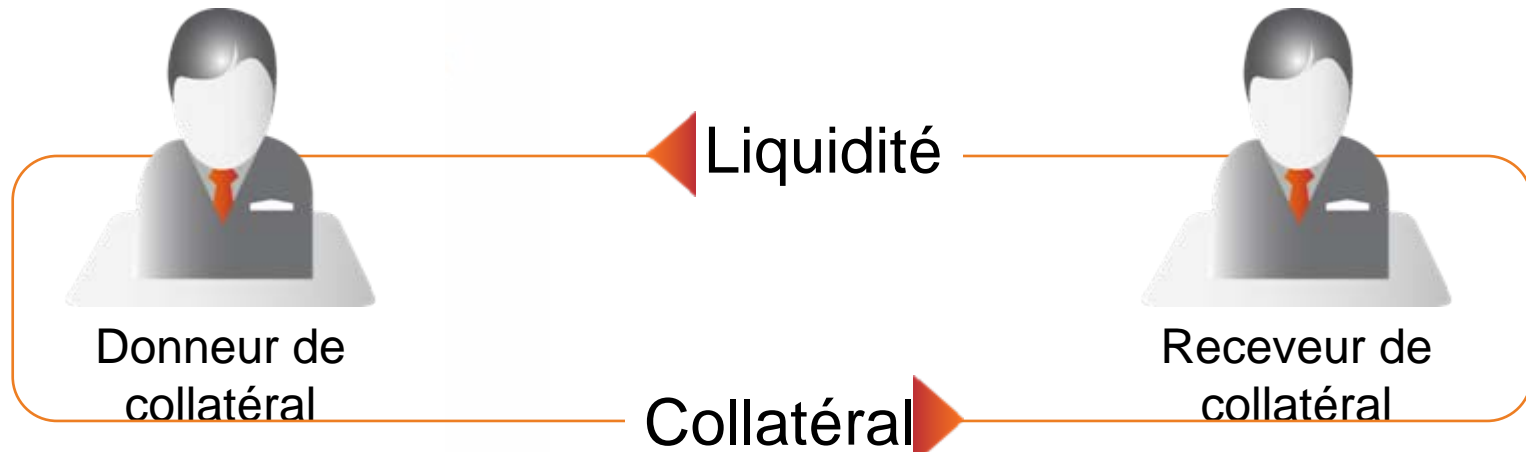 Liquidité
Donneur de
collatéral
Receveur de
collatéral
Collatéral